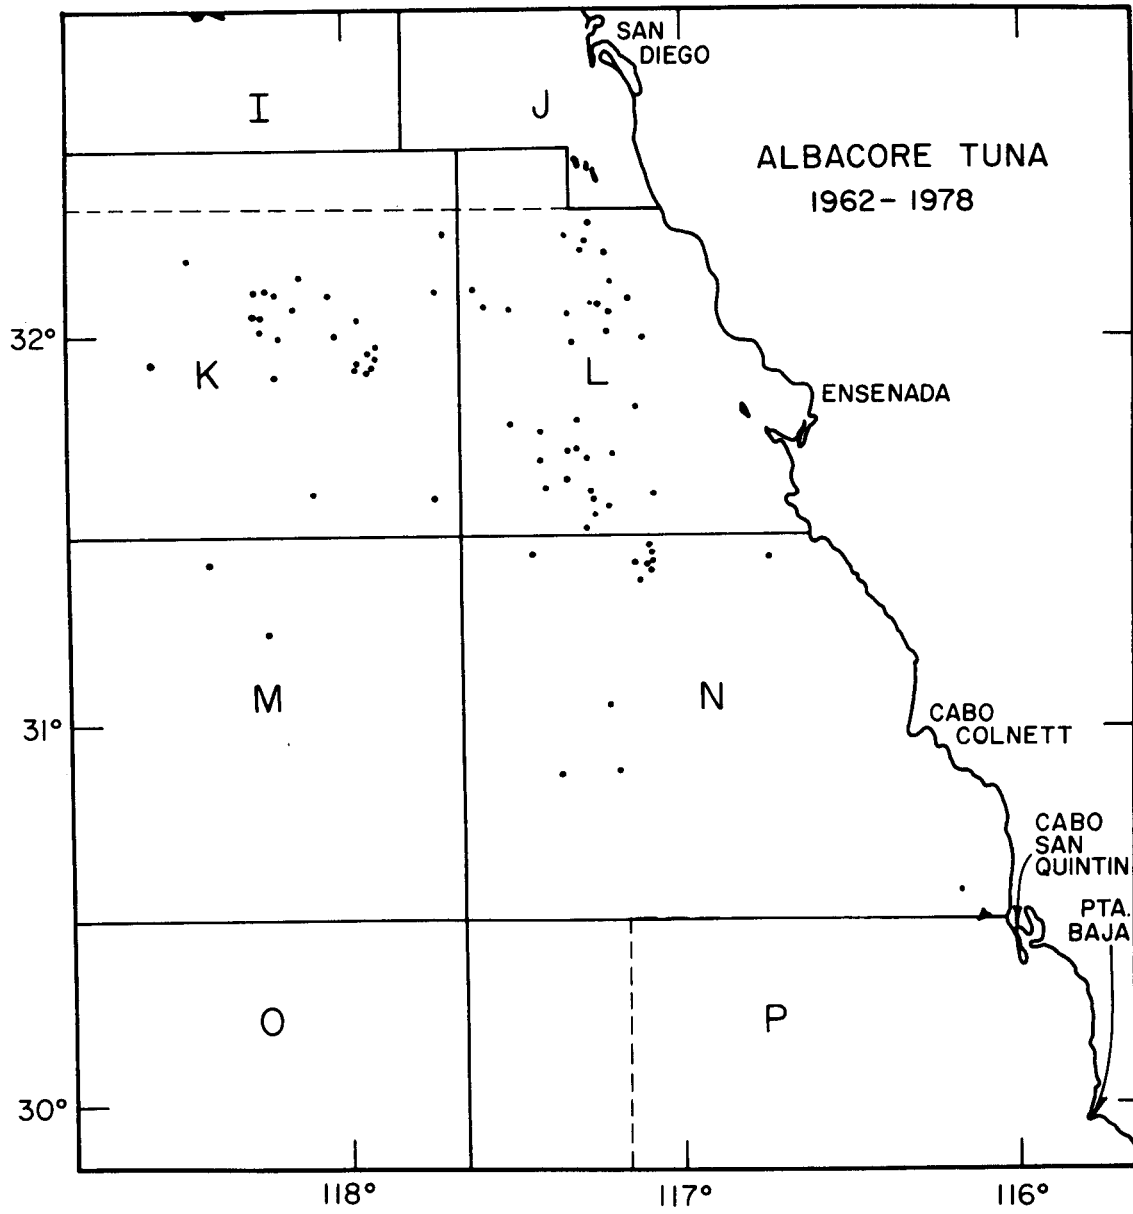 SAN
DIEGO
I
J
ALBACORE TUNA
1962-1978
32°
K
L
ENSENADA
M
N
31°
CABO
COLNETT
CABO
SAN
QUINTIN
PTA.
BAJA
O
P
30°
118°
117°
116°